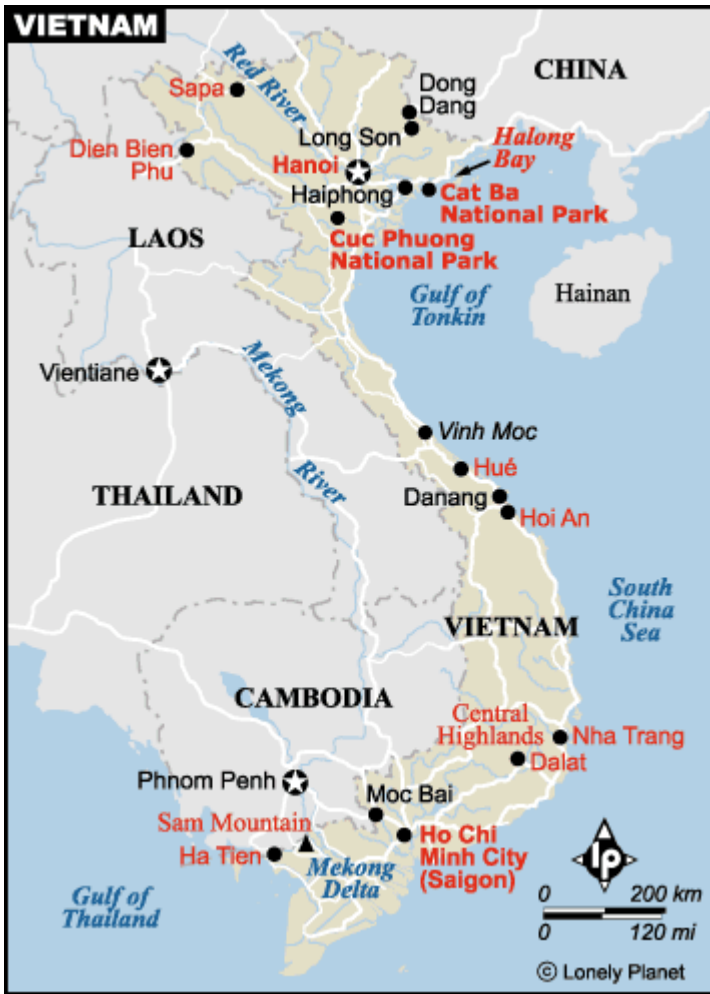 VIETNAM
CHINA
Red River
Sapa
Dong
Dang
Long Son
Halong
Bay
Dien Bien
Phu
Hanoi
Haiphong
Cat Ba
National Park
LAOS
Cuc Phuong
National Park
Gulf of
Tonkin
Hainan
Vientiane
Mekong
River
Vinh Moc
Hué
THAILAND
Danang
Hoi An
South
China
Sea
VIETNAM
CAMBODIA
Central
Highlands
Nha Trang
Dalat
Phnom Penh
Moc Bai
Sam Mountain
Ha Tien
Ho Chi
Minh City
(Saigon)
Mekong
Delta
Gulf of
Thailand
lp
0 200 km
0 120 mi
© Lonely Planet